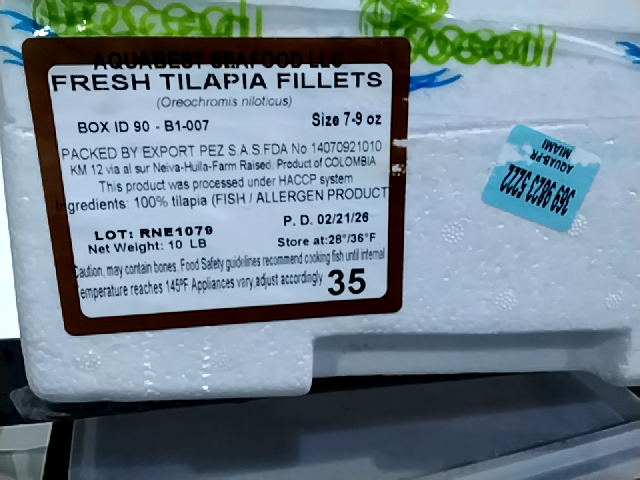 AQUABEST SEAFOOD LLC
FRESH TILAPIA FILLETS
(Oreochromis niloticus)
BOX ID 90 - B1-007 Size 7-9 oz
PACKED BY EXPORT PEZ S.A.S FDA No 14070921010
KM 12 via al sur Neiva-Huila-Farm Raised. Product of COLOMBIA
This product was processed under HACCP system
Ingredients: 100% tilapia (FISH / ALLERGEN PRODUCT
LOT: RNE1079 P. D. 02/21/26
Net Weight: 10 LB Store at:28°/36°F
Caution, may contain bones, Food Safety guidelines recommend cooking fish until internal
temperature reaches 145ºF Appliances vary,adjust accordingly 35
369 9823 5222
AQUAB.PR
MIAMI